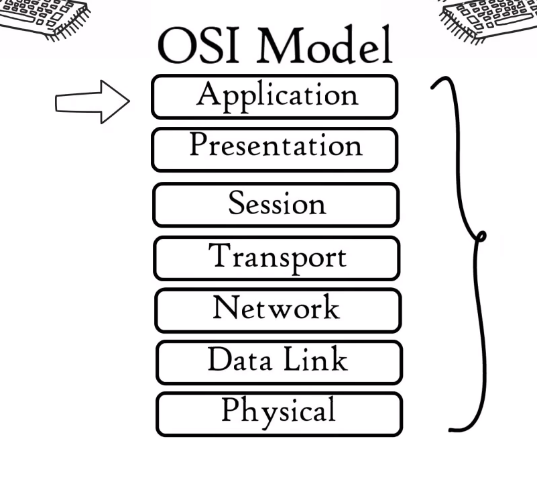 OSI Model
Application
Presentation
Session
Transport
Network
Data Link
Physical